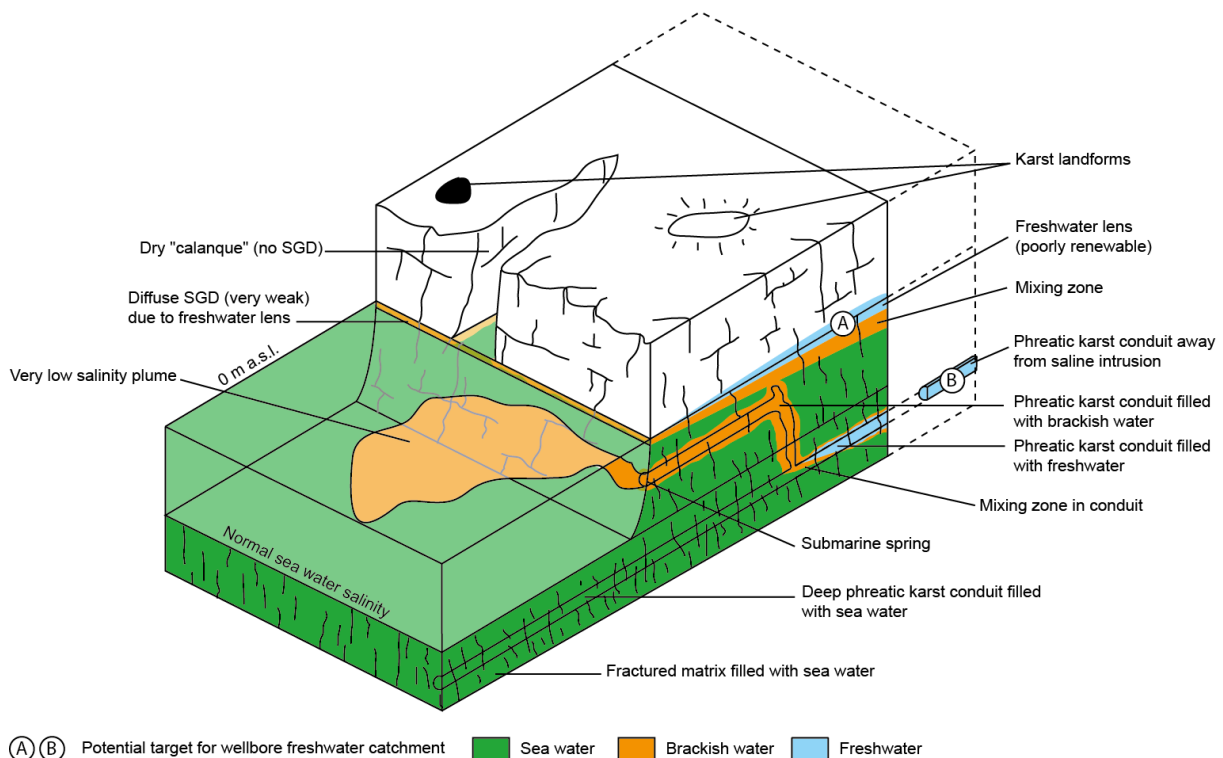 Karst landforms
Dry "calanque" (no SGD)
Freshwater lens
(poorly renewable)
Diffuse SGD (very weak)
due to freshwater lens
Mixing zone
A
0 m a.s.l.
Very low salinity plume
Phreatic karst conduit away
from saline intrusion
B
Phreatic karst conduit filled
with brackish water
Phreatic karst conduit filled
with freshwater
Mixing zone in conduit
Submarine spring
Normal sea water salinity
Deep phreatic karst conduit filled
with sea water
Fractured matrix filled with sea water
A B Potential target for wellbore freshwater catchment Sea water Brackish water Freshwater